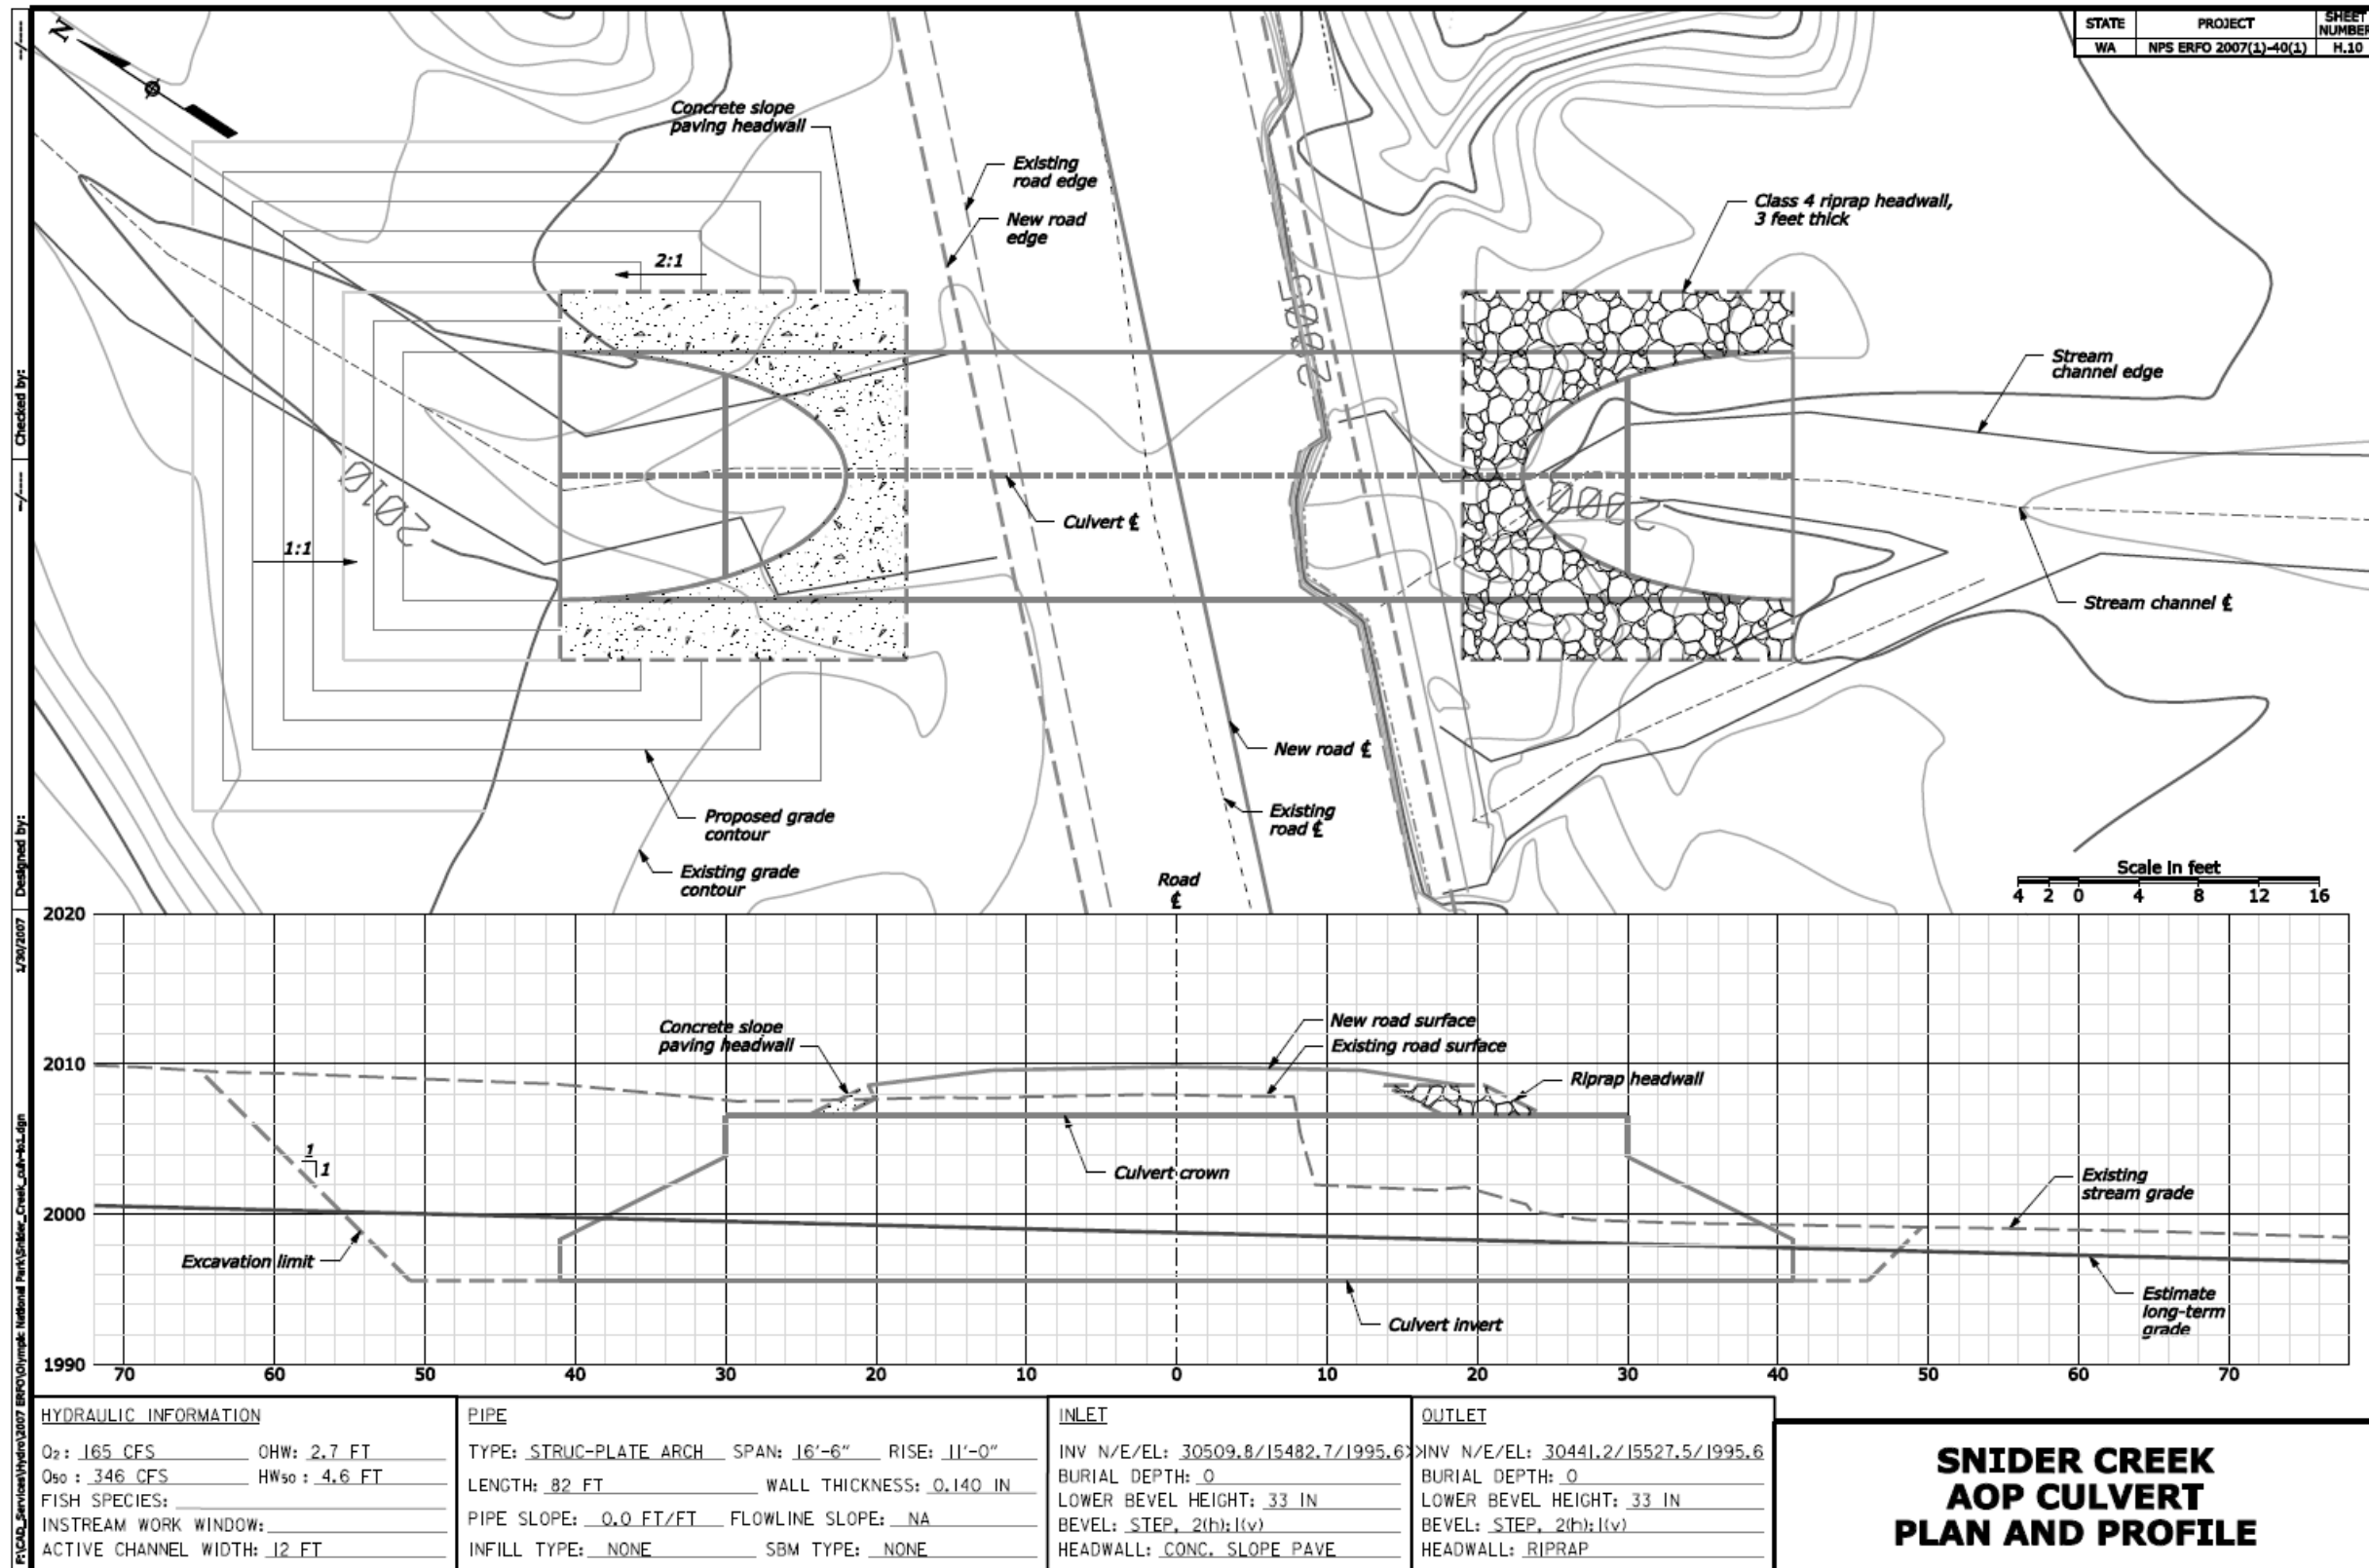 STATE PROJECT SHEET NUMBER
WA NPS ERFO 2007(1)-40(1) H.10
N
Concrete slope
paving headwall
Existing
road edge
New road
edge
2:1
Class 4 riprap headwall,
3 feet thick
2005
Stream
channel edge
2010
2000
1:1
Culvert ℄
Stream channel ℄
New road ℄
Proposed grade
contour
Existing
road ℄
Existing grade
contour
Road
℄
Scale in feet
4 2 0 4 8 12 16
2020
Concrete slope
paving headwall
New road surface
Existing road surface
2010
Riprap headwall
1
1
Culvert crown
Existing
stream grade
2000
Excavation limit
Estimate
long-term
grade
Culvert invert
1990
70 60 50 40 30 20 10 0 10 20 30 40 50 60 70
HYDRAULIC INFORMATION
Q2: 165 CFS OHW: 2.7 FT
Q50: 346 CFS HW50: 4.6 FT
FISH SPECIES:
INSTREAM WORK WINDOW:
ACTIVE CHANNEL WIDTH: 12 FT
PIPE
TYPE: STRUC-PLATE ARCH SPAN: 16'-6" RISE: 11'-0"
LENGTH: 82 FT WALL THICKNESS: 0.140 IN
PIPE SLOPE: 0.0 FT/FT FLOWLINE SLOPE: NA
INFILL TYPE: NONE SBM TYPE: NONE
INLET
INV N/E/EL: 30509.8/15482.7/1995.6>
BURIAL DEPTH: 0
LOWER BEVEL HEIGHT: 33 IN
BEVEL: STEP, 2(h):1(v)
HEADWALL: CONC. SLOPE PAVE
OUTLET
>INV N/E/EL: 30441.2/15527.5/1995.6
BURIAL DEPTH: 0
LOWER BEVEL HEIGHT: 33 IN
BEVEL: STEP, 2(h):1(v)
HEADWALL: RIPRAP
SNIDER CREEK
AOP CULVERT
PLAN AND PROFILE
--/----
Checked by:
--/----
Designed by:
1/30/2007